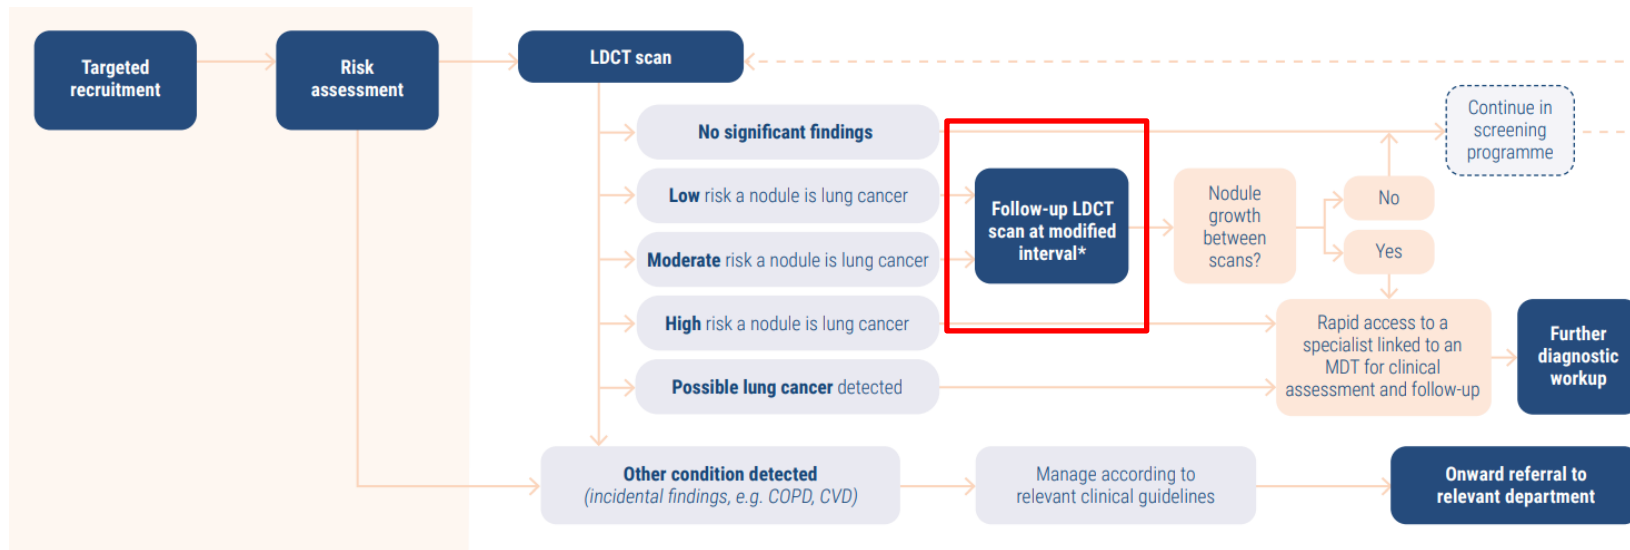 Targeted
recruitment
Risk
assessment
LDCT scan
No significant findings
Low risk a nodule is lung cancer
Moderate risk a nodule is lung cancer
High risk a nodule is lung cancer
Possible lung cancer detected
Follow-up LDCT
scan at modified
interval*
Nodule
growth
between
scans?
No
Yes
Continue in
screening
programme
Rapid access to a
specialist linked to an
MDT for clinical
assessment and follow-up
Further
diagnostic
workup
Other condition detected
(incidental findings, e.g. COPD, CVD)
Manage according to
relevant clinical guidelines
Onward referral to
relevant department